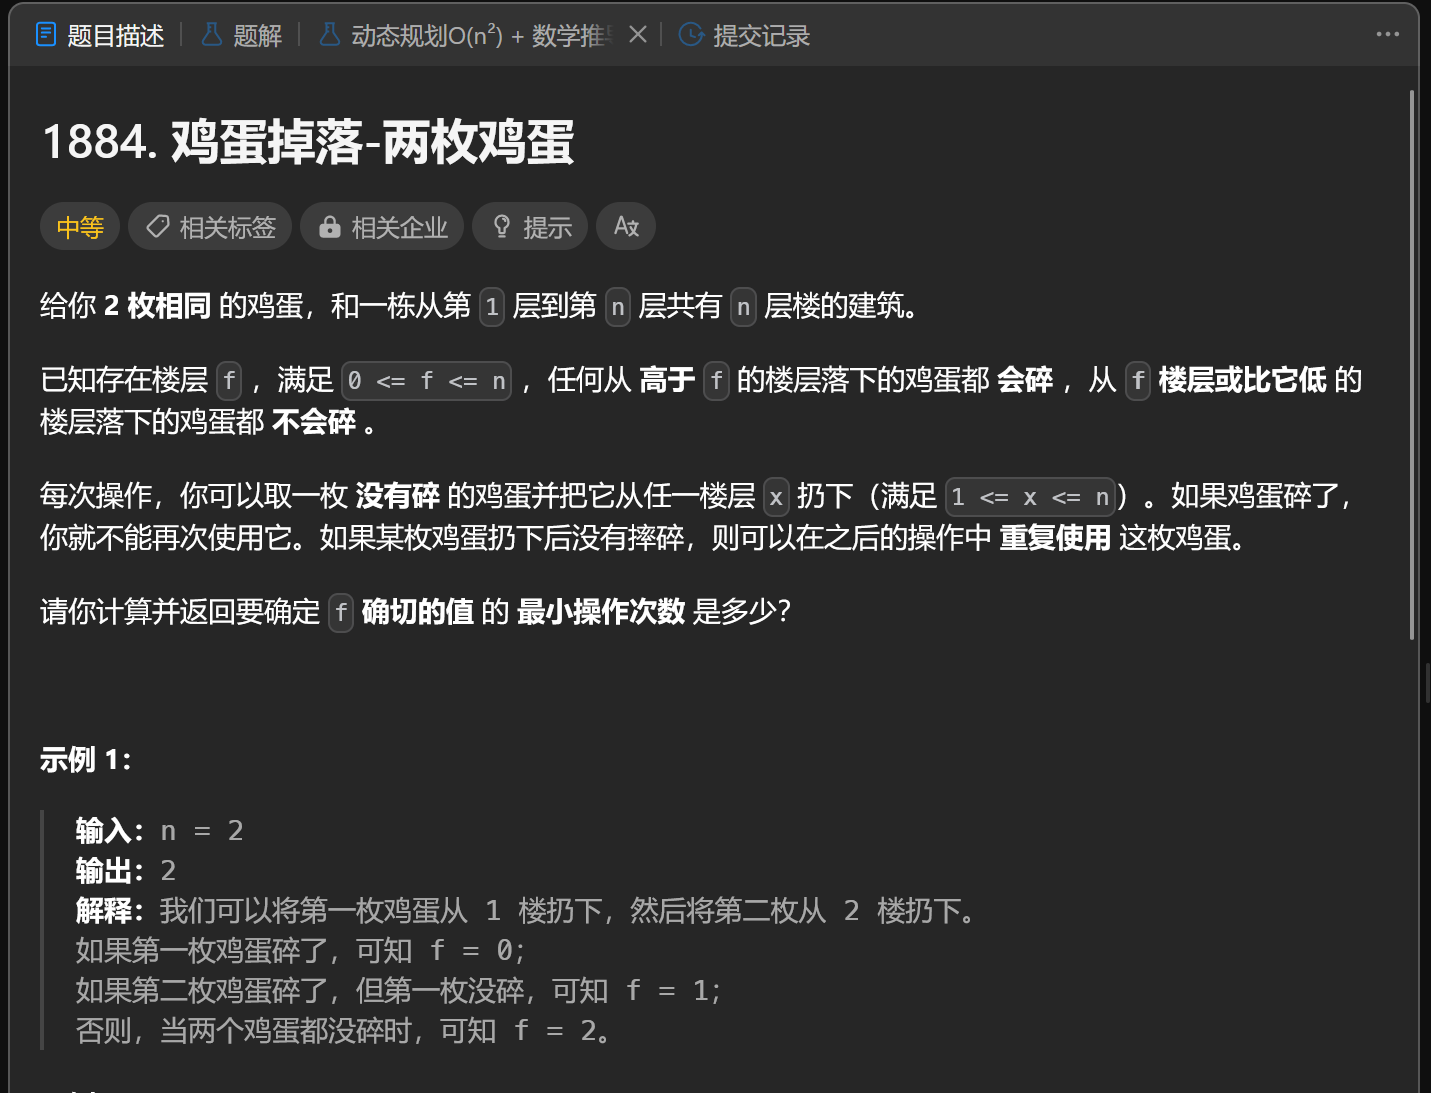 题目描述 题解 动态规划O(n²) + 数学推 提交记录
1884. 鸡蛋掉落-两枚鸡蛋
中等 相关标签 相关企业 提示
给你 2 枚相同 的鸡蛋，和一栋从第 1 层到第 n 层共有 n 层楼的建筑。
已知存在楼层 f ，满足 0 <= f <= n ，任何从 高于 f 的楼层落下的鸡蛋都 会碎 ，从 f 楼层或比它低 的
楼层落下的鸡蛋都 不会碎 。
每次操作，你可以取一枚 没有碎 的鸡蛋并把它从任一楼层 x 扔下（满足 1 <= x <= n）。如果鸡蛋碎了，
你就不能再次使用它。如果某枚鸡蛋扔下后没有摔碎，则可以在之后的操作中 重复使用 这枚鸡蛋。
请你计算并返回要确定 f 确切的值 的 最小操作次数 是多少？
示例 1：
输入：n = 2
输出：2
解释：我们可以将第一枚鸡蛋从 1 楼扔下，然后将第二枚从 2 楼扔下。
如果第一枚鸡蛋碎了，可知 f = 0；
如果第二枚鸡蛋碎了，但第一枚没碎，可知 f = 1；
否则，当两个鸡蛋都没碎时，可知 f = 2。